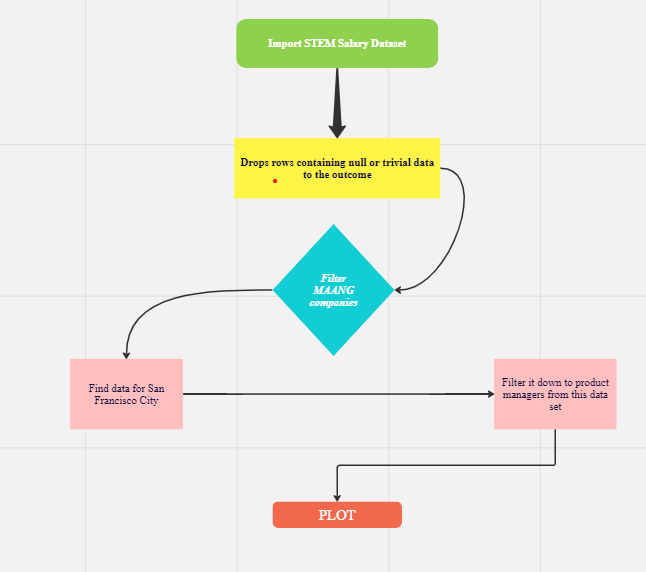 Import STEM Salary Dataset
Drops rows containing null or trivial data
to the outcome
Filter
MAANG
companies
Find data for San
Francisco City
Filter it down to product
managers from this data
set
PLOT